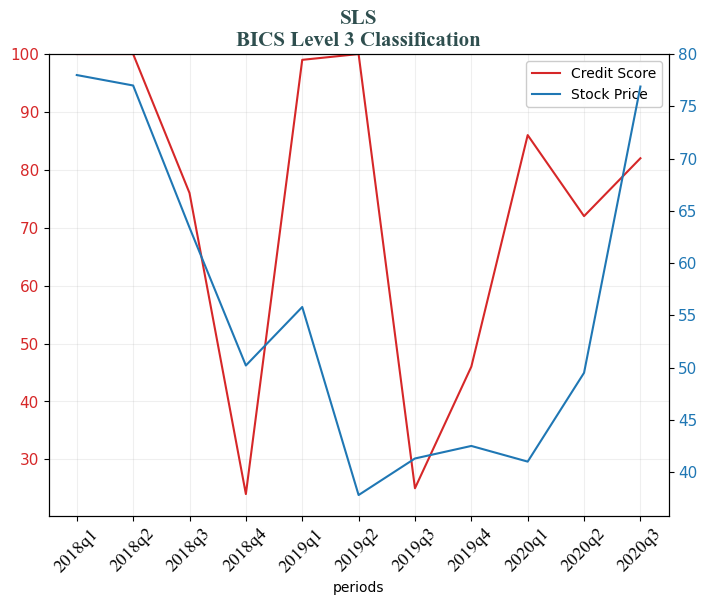 SLS
BICS Level 3 Classification
100
90
80
70
60
50
40
30
80
75
70
65
60
55
50
45
40
Credit Score
Stock Price
2018q1
2018q2
2018q3
2018q4
2019q1
2019q2
2019q3
2019q4
2020q1
2020q2
2020q3
periods